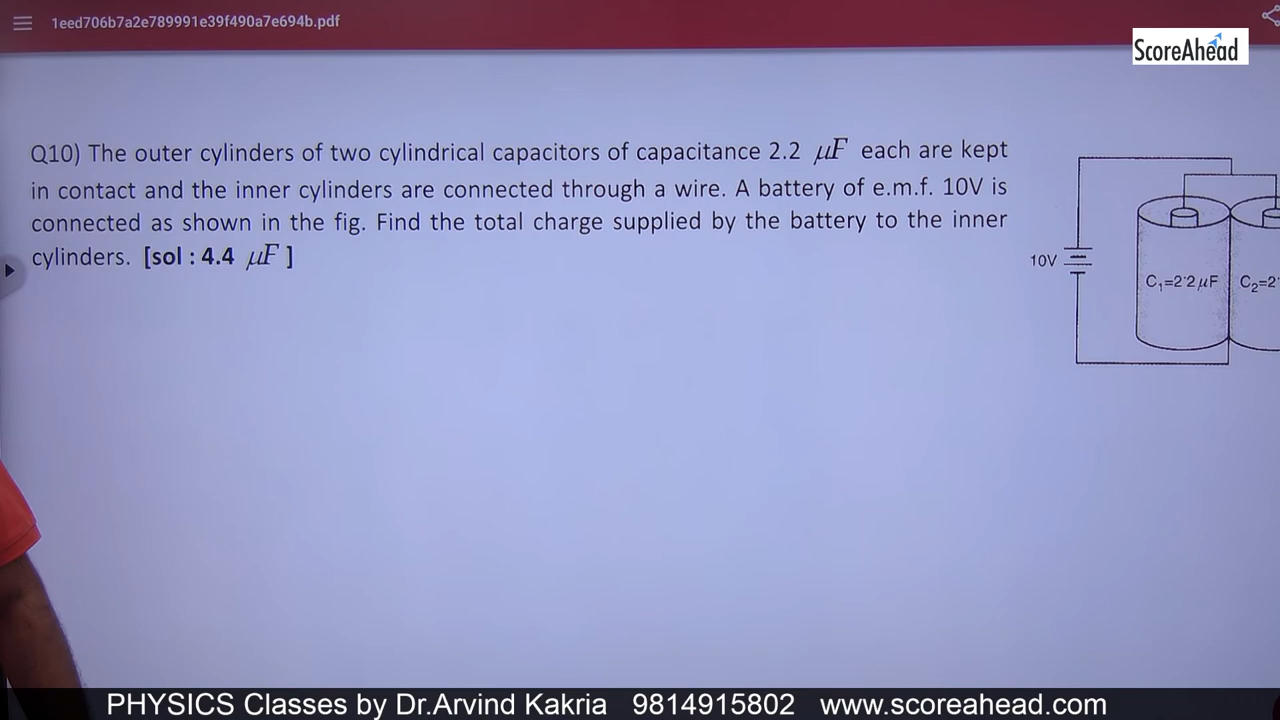 1eed706b7a2e789991e39f490a7e694b.pdf
ScoreAhead
Q10) The outer cylinders of two cylindrical capacitors of capacitance 2.2 μF each are kept
in contact and the inner cylinders are connected through a wire. A battery of e.m.f. 10V is
connected as shown in the fig. Find the total charge supplied by the battery to the inner
cylinders. [sol : 4.4 μF ]
10V
C₁=2·2μF
C₂=2·
PHYSICS Classes by Dr.Arvind Kakria 9814915802 www.scoreahead.com